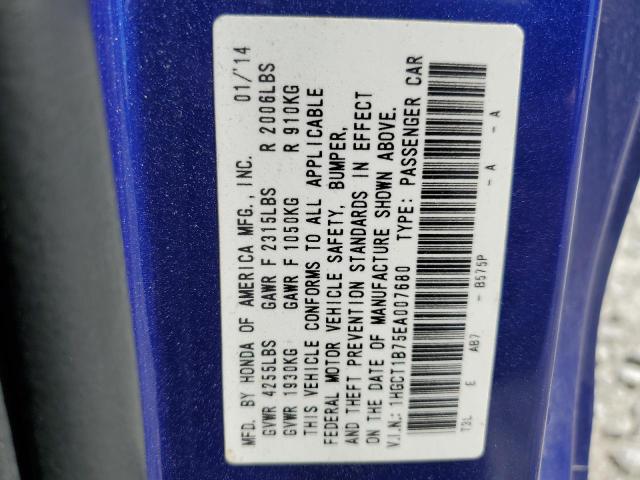 MFD. BY HONDA OF AMERICA MFG., INC. 01/'14
GVWR 4255LBS GAWR F 2315LBS R 2006LBS
GVWR 1930KG GAWR F 1050KG R 910KG
THIS VEHICLE CONFORMS TO ALL APPLICABLE
FEDERAL MOTOR VEHICLE SAFETY, BUMPER,
AND THEFT PREVENTION STANDARDS IN EFFECT
ON THE DATE OF MANUFACTURE SHOWN ABOVE.
V.I.N.: 1HGCT1B75EA007680 TYPE: PASSENGER CAR
T3L E AB7 - B575P - A - A